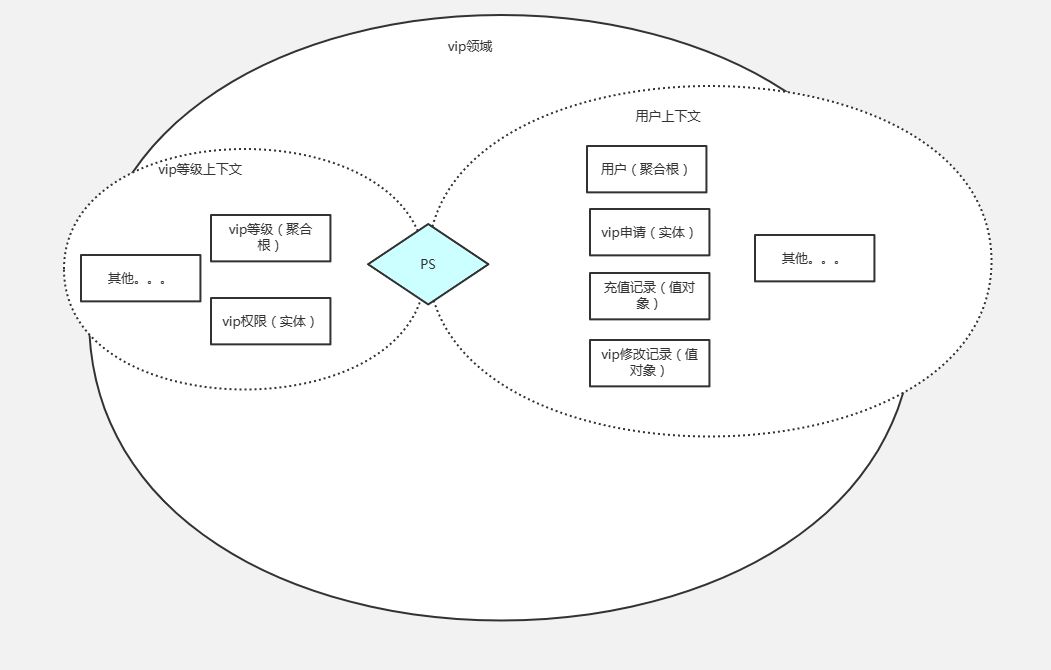 vip领域
用户上下文
vip等级上下文
用户（聚合根）
vip等级（聚合
根）
vip申请（实体）
其他。。。
PS
其他。。。
充值记录（值对
象）
vip权限（实体）
vip修改记录（值
对象）